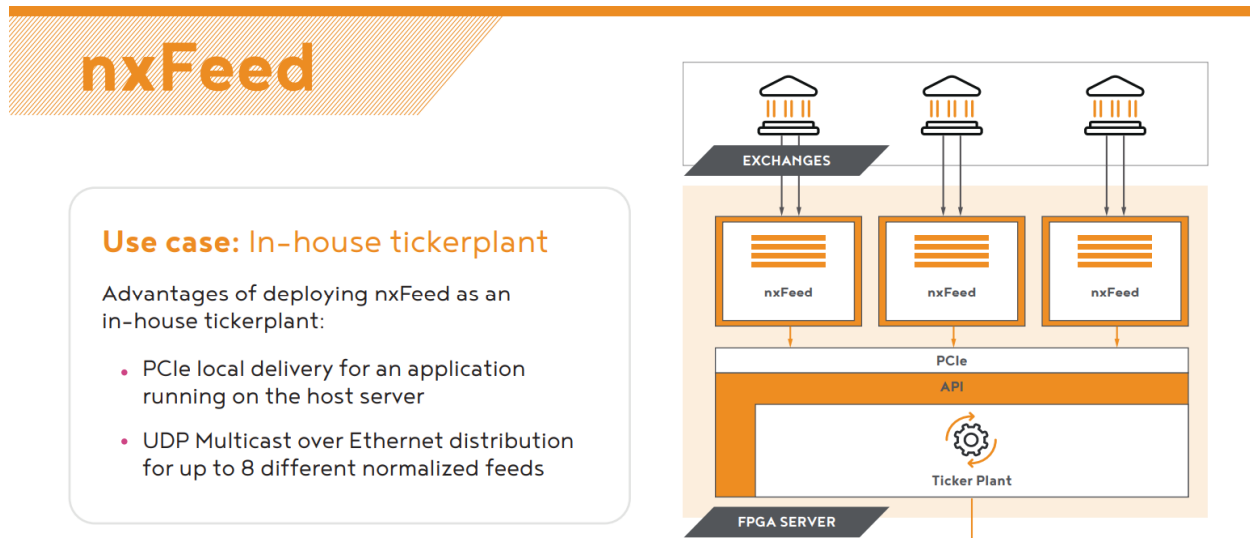 nxFeed
Use case: In-house tickerplant
Advantages of deploying nxFeed as an
in-house tickerplant:
• PCIe local delivery for an application
running on the host server
• UDP Multicast over Ethernet distribution
for up to 8 different normalized feeds
EXCHANGES
nxFeed
nxFeed
nxFeed
PCIe
API
Ticker Plant
FPGA SERVER